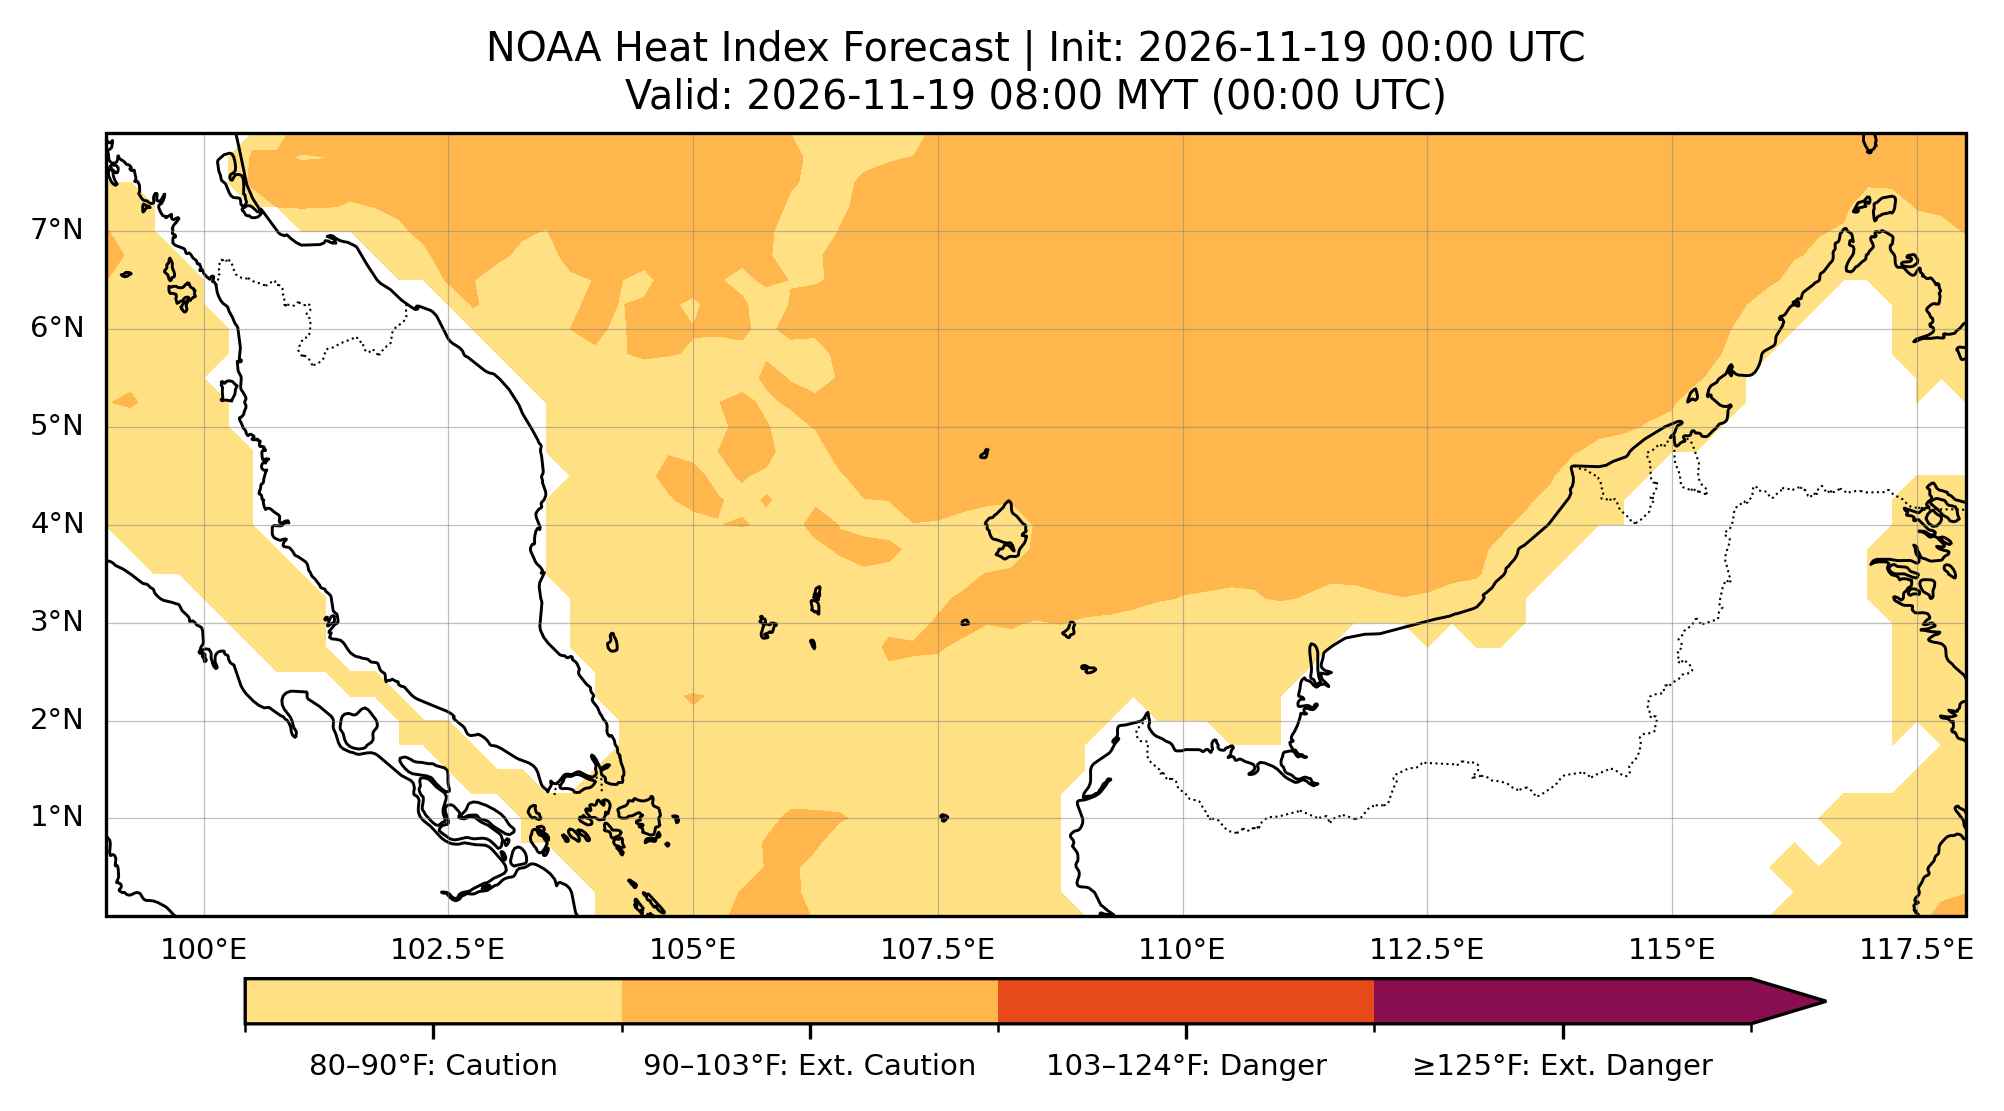 NOAA Heat Index Forecast | Init: 2026-11-19 00:00 UTC
Valid: 2026-11-19 08:00 MYT (00:00 UTC)
7°N
6°N
5°N
4°N
3°N
2°N
1°N
100°E
102.5°E
105°E
107.5°E
110°E
112.5°E
115°E
117.5°E
80–90°F: Caution
90–103°F: Ext. Caution
103–124°F: Danger
≥125°F: Ext. Danger